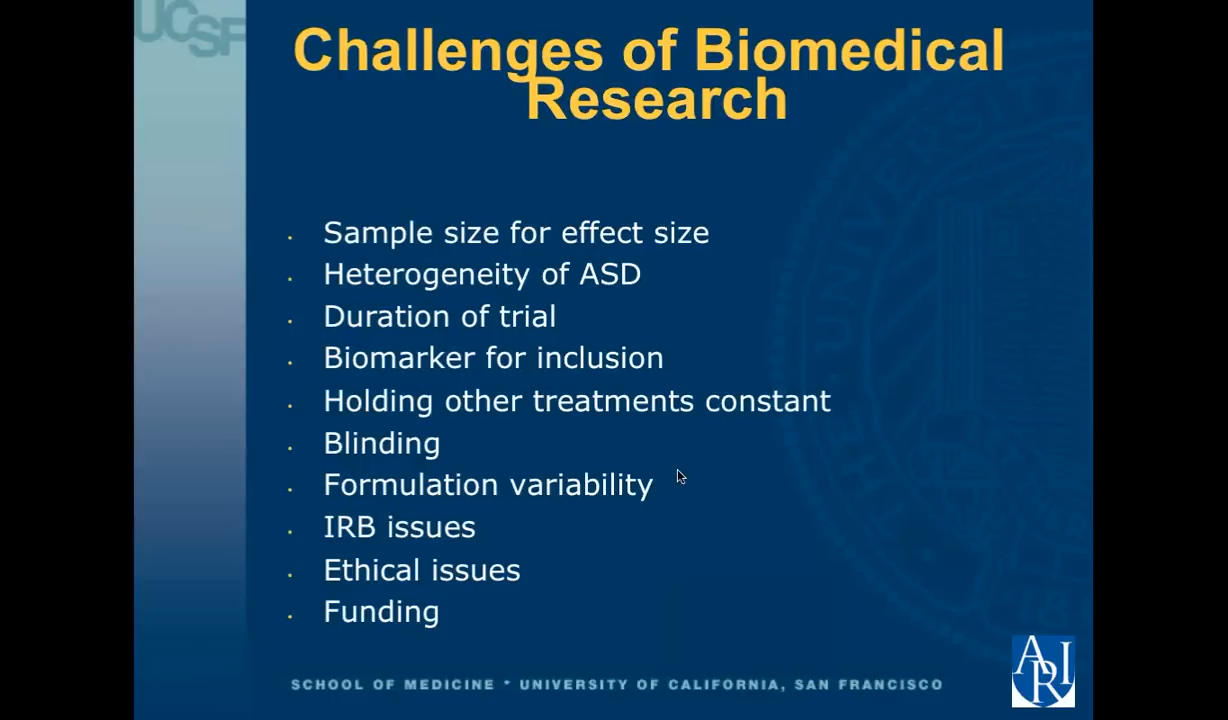 UCSF
Challenges of Biomedical
Research
· Sample size for effect size
· Heterogeneity of ASD
· Duration of trial
· Biomarker for inclusion
· Holding other treatments constant
· Blinding
· Formulation variability
· IRB issues
· Ethical issues
· Funding
SCHOOL OF MEDICINE * UNIVERSITY OF CALIFORNIA, SAN FRANCISCO
ARI